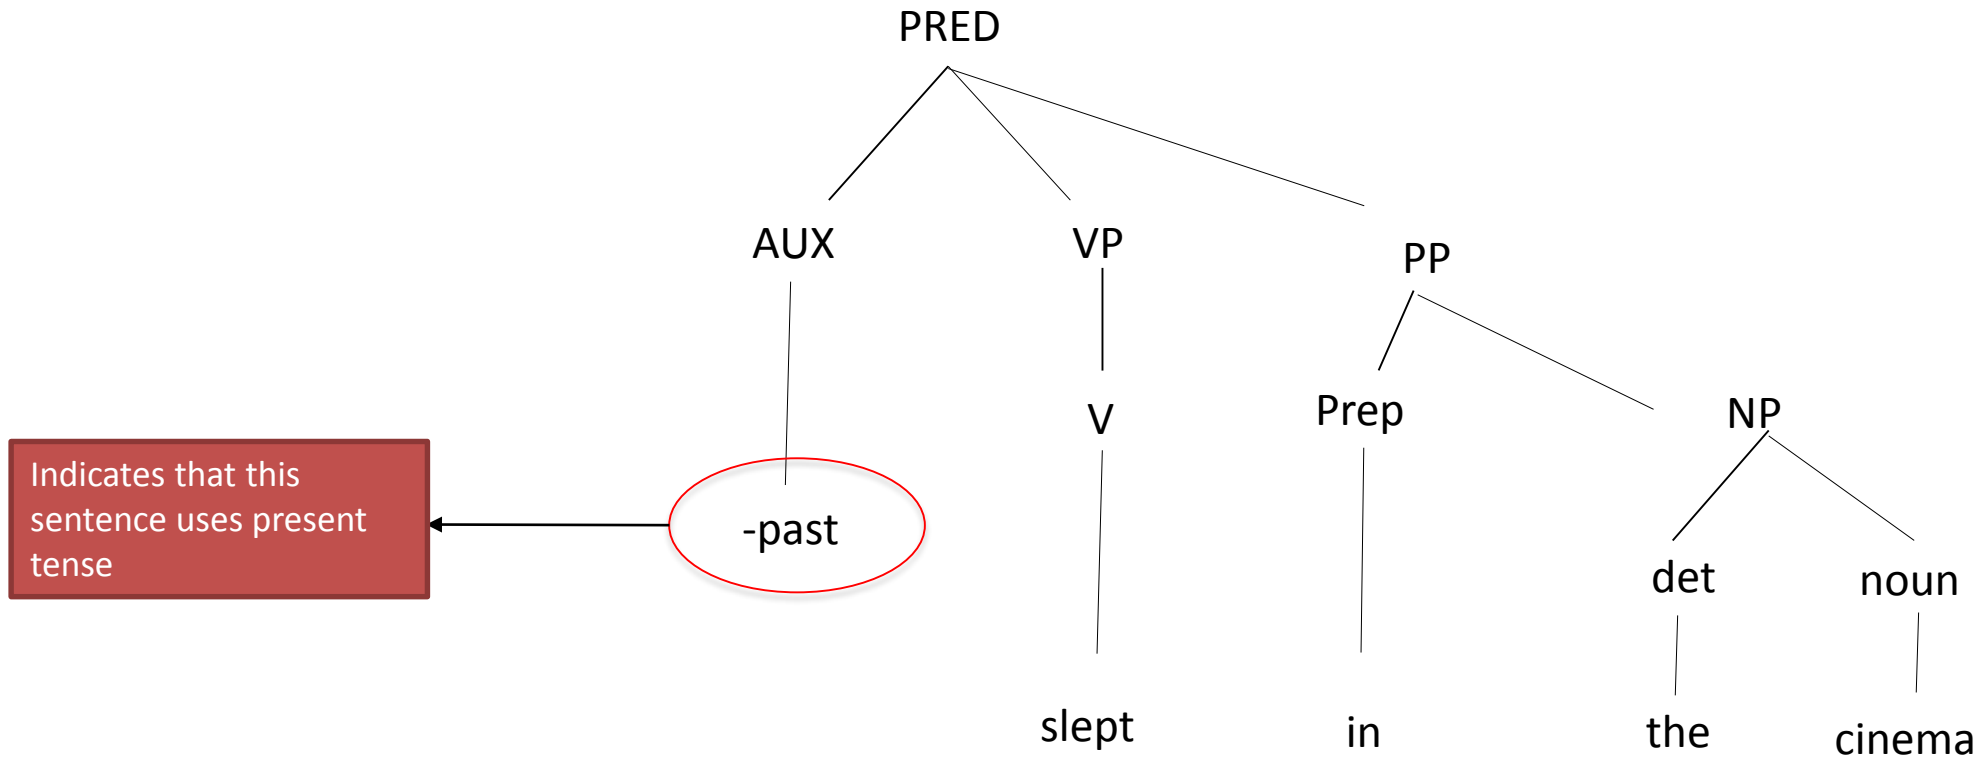 PRED
AUX
VP
PP
V
Prep
NP
Indicates that this
sentence uses present
tense
-past
det
noun
slept
in
the
cinema